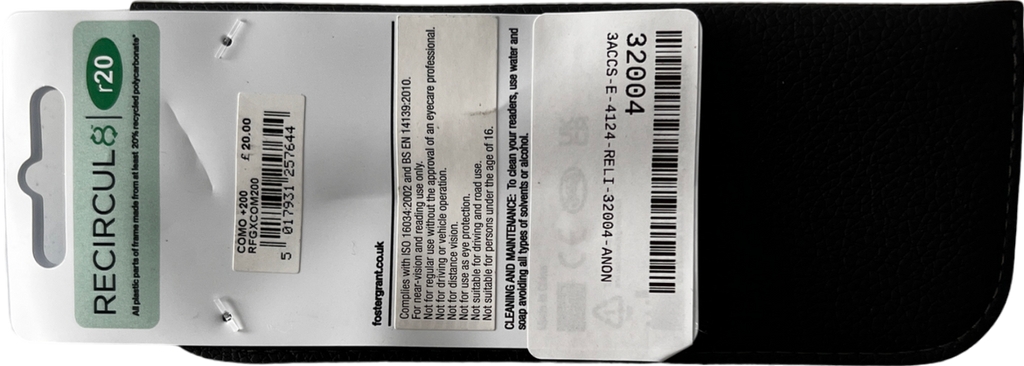 RECIRCUL8
r20
All plastic parts of frame made from at least 20% recycled polycarbonate*
COMO +200 £ 20.00
RFGXCOM200
5 017931 257644
fostergrant.co.uk
Complies with ISO 16034:2002 and BS EN 14139:2010.
For near-vision and reading use only.
Not for regular use without the approval of an eyecare professional.
Not for driving or vehicle operation.
Not for distance vision.
Not for use as eye protection.
Not suitable for driving and road use.
Not suitable for persons under the age of 16.
CLEANING AND MAINTENANCE: To clean your readers, use water and
soap avoiding all types of solvents or alcohol.
32004
3ACCS-E-4124-RELI-32004-ANON